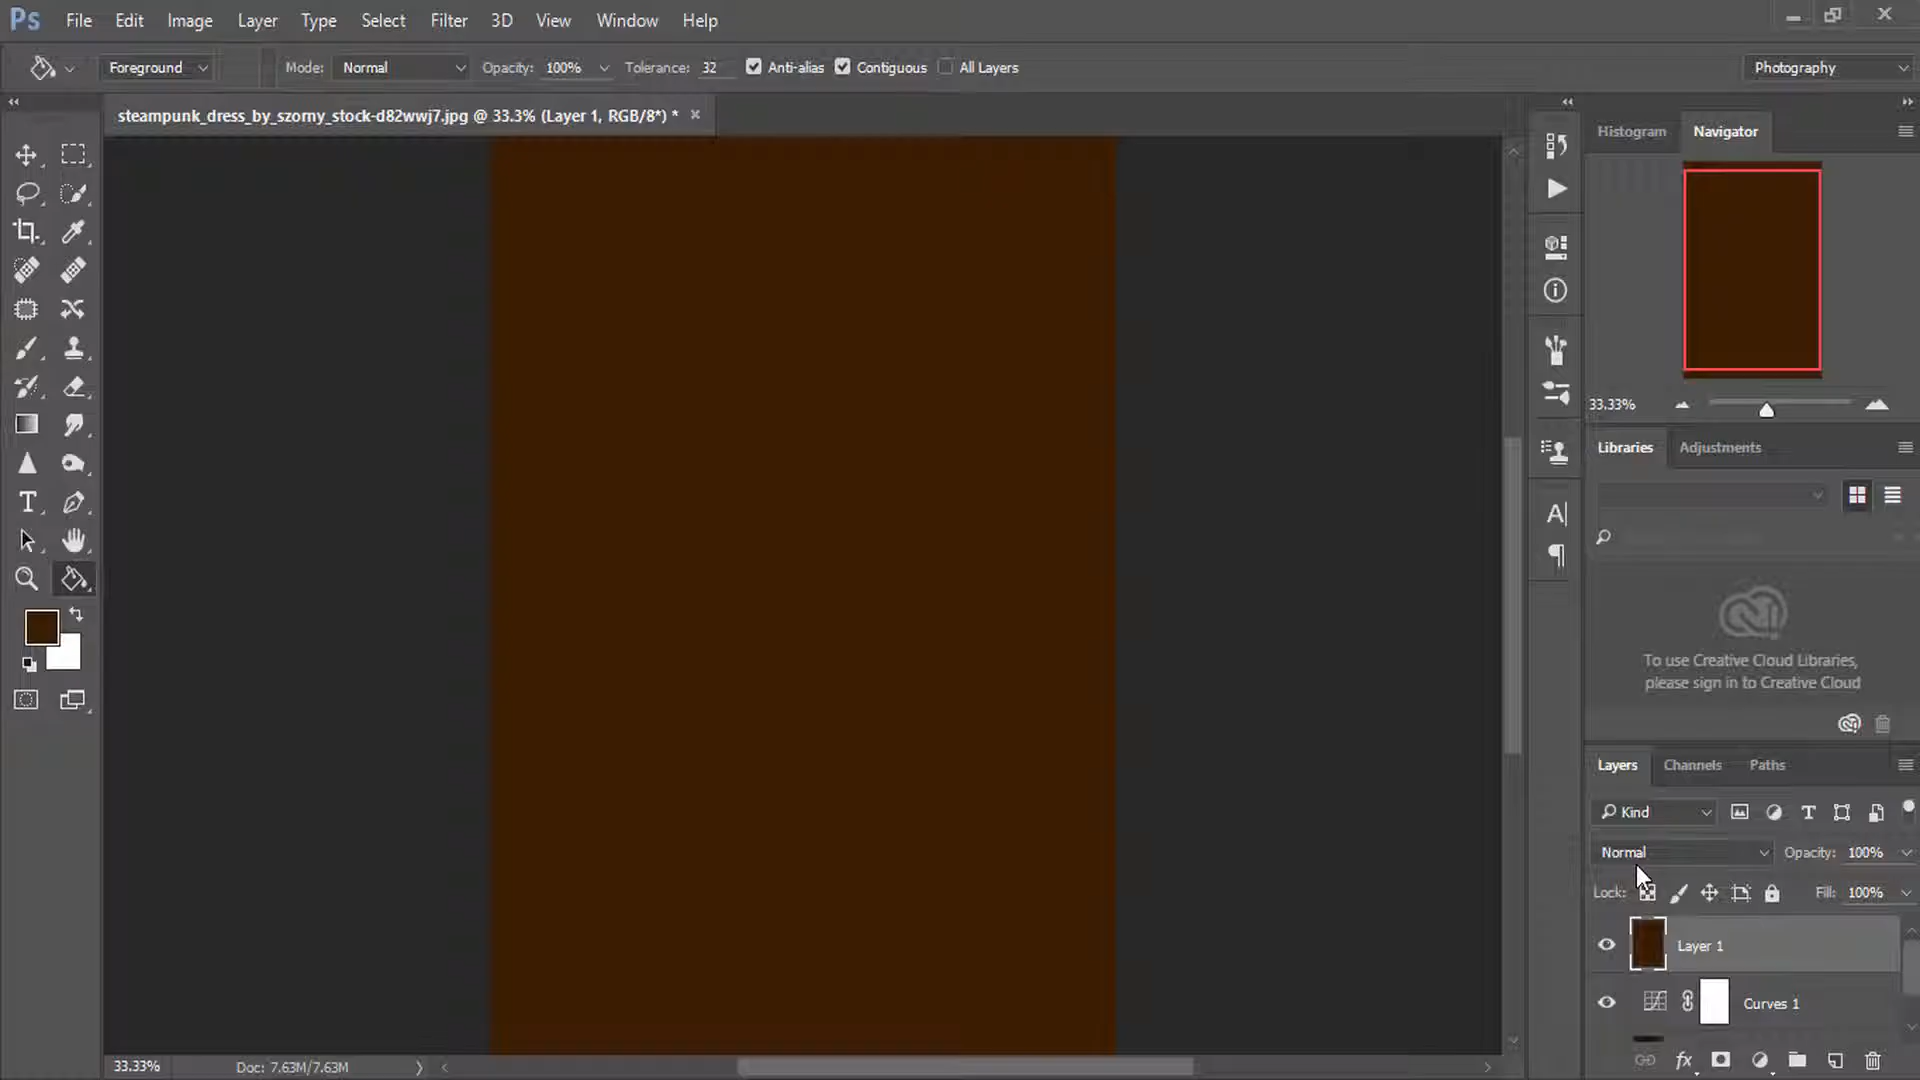 Ps File Edit Image Layer Type Select Filter 3D View Window Help
Foreground Mode: Normal Opacity: 100% Tolerance: 32 Anti-alias Contiguous All Layers Photography
steampunk_dress_by_szorny_stock-d82wwj7.jpg @ 33.3% (Layer 1, RGB/8*) * ×
Histogram Navigator
33.33%
Libraries Adjustments
To use Creative Cloud Libraries,
please sign in to Creative Cloud
Layers Channels Paths
Kind
Normal Opacity: 100%
Lock: Fill: 100%
Layer 1
Curves 1
fx
33.33% Doc: 7.63M/7.63M